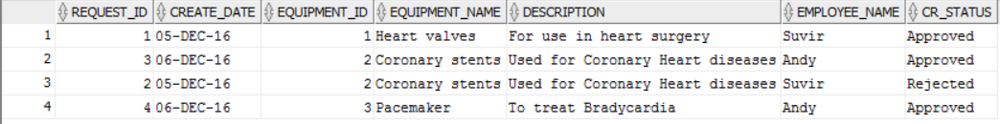 REQUEST_ID CREATE_DATE EQUIPMENT_ID EQUIPMENT_NAME DESCRIPTION EMPLOYEE_NAME CR_STATUS
1 1 05-DEC-16 1 Heart valves For use in heart surgery Suvir Approved
2 3 06-DEC-16 2 Coronary stents Used for Coronary Heart diseases Andy Approved
3 2 05-DEC-16 2 Coronary stents Used for Coronary Heart diseases Suvir Rejected
4 4 06-DEC-16 3 Pacemaker To treat Bradycardia Andy Approved